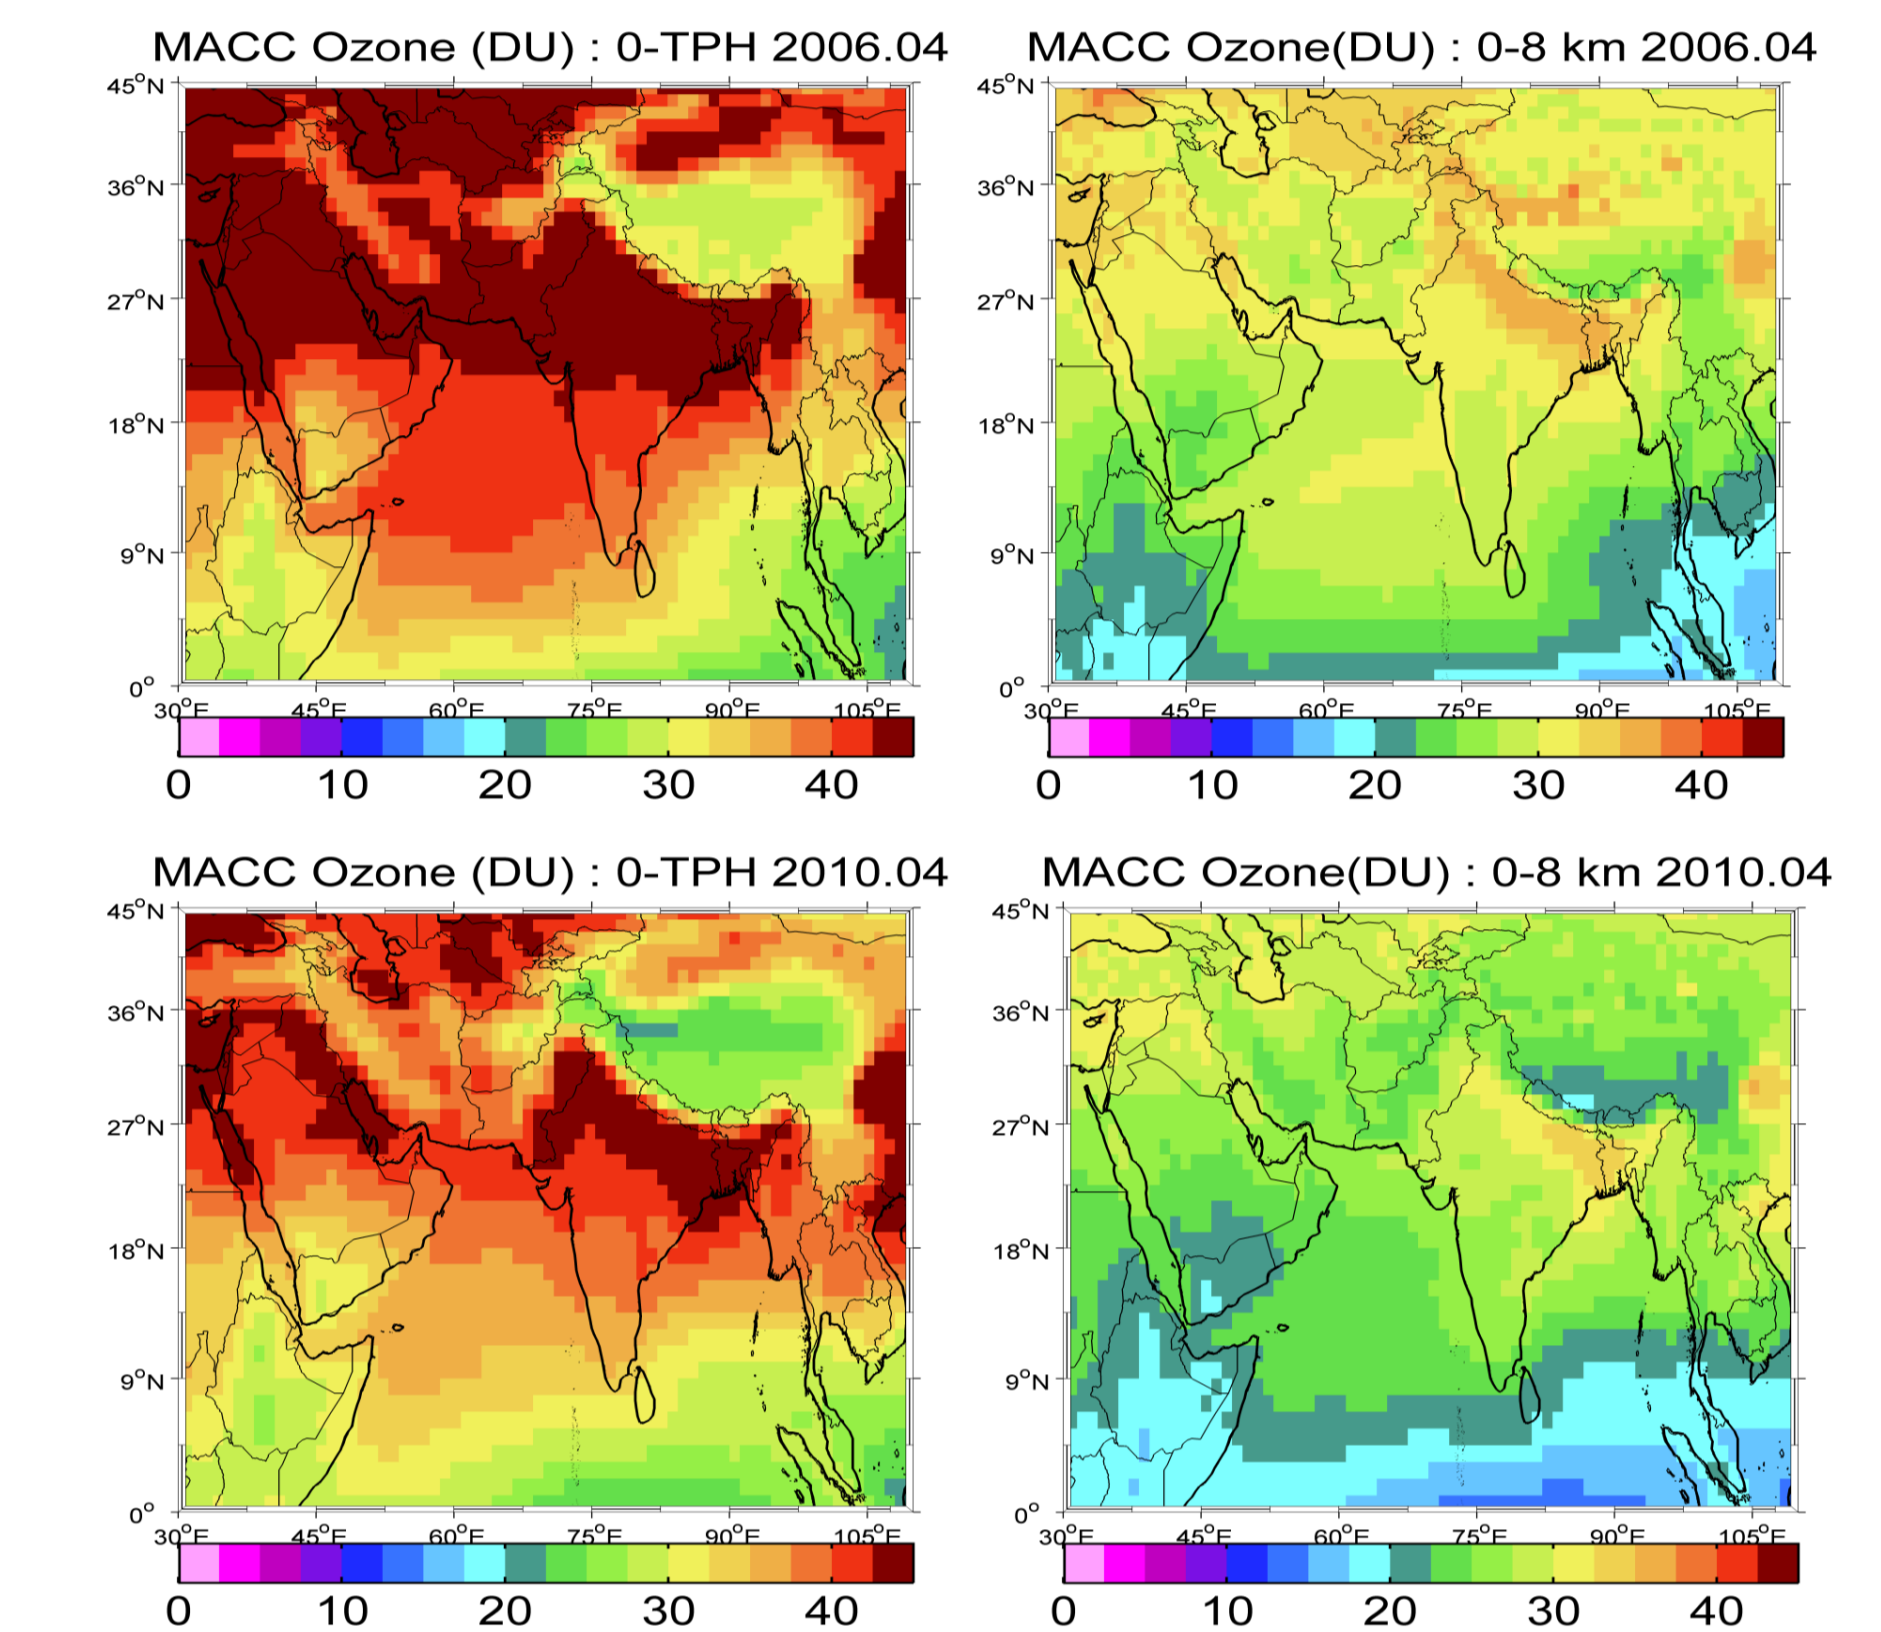 MACC Ozone (DU) : 0-TPH 2006.04
45°N
36°N
27°N
18°N
9°N
0°
30°E 45°E 60°E 75°E 90°E 105°E
0 10 20 30 40
MACC Ozone(DU) : 0-8 km 2006.04
45°N
36°N
27°N
18°N
9°N
0°
30°E 45°E 60°E 75°E 90°E 105°E
0 10 20 30 40
MACC Ozone (DU) : 0-TPH 2010.04
45°N
36°N
27°N
18°N
9°N
0°
30°E 45°E 60°E 75°E 90°E 105°E
0 10 20 30 40
MACC Ozone(DU) : 0-8 km 2010.04
45°N
36°N
27°N
18°N
9°N
0°
30°E 45°E 60°E 75°E 90°E 105°E
0 10 20 30 40